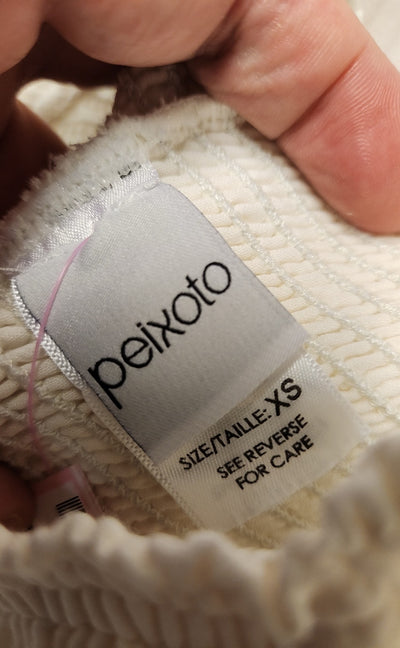 peixoto
SIZE/TAILLE: XS
SEE REVERSE
FOR CARE